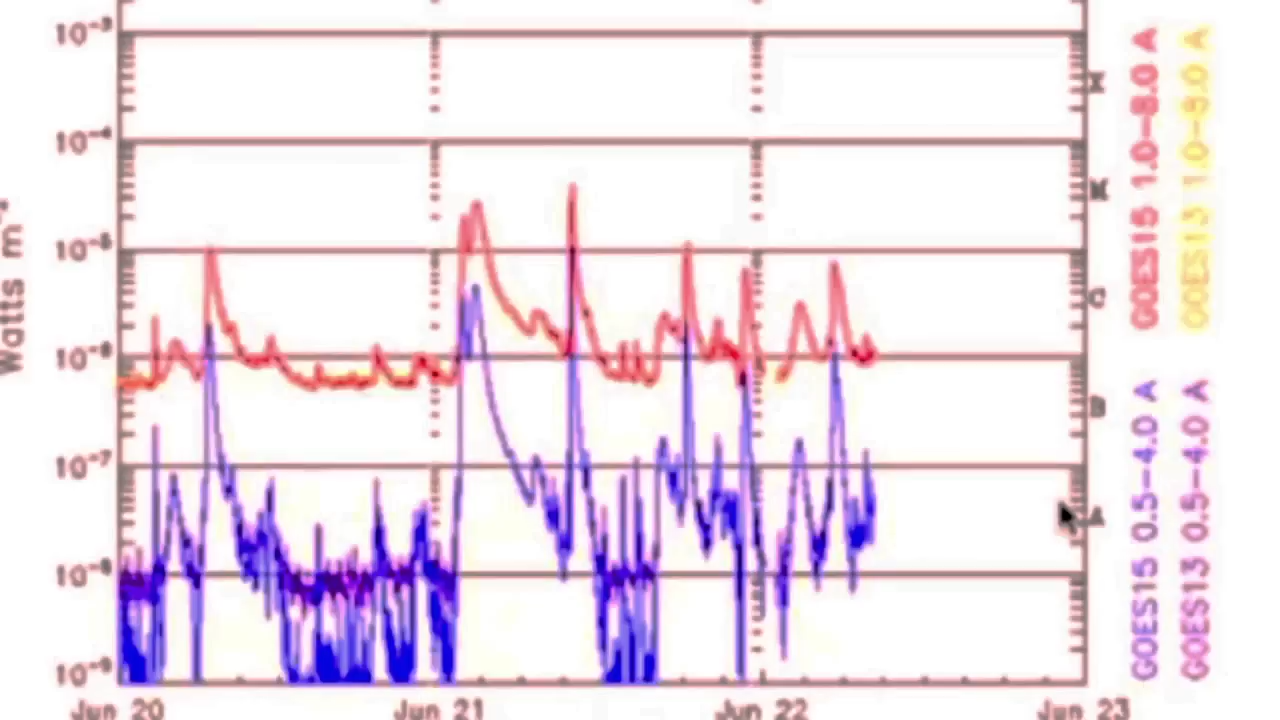 10-3
10-4
10-5
10-6
10-7
10-8
10-9
Watts m-2
Jun 20
Jun 21
Jun 22
Jun 23
X
M
C
B
A
GOES15 1.0-8.0 A
GOES13 1.0-8.0 A
GOES15 0.5-4.0 A
GOES13 0.5-4.0 A